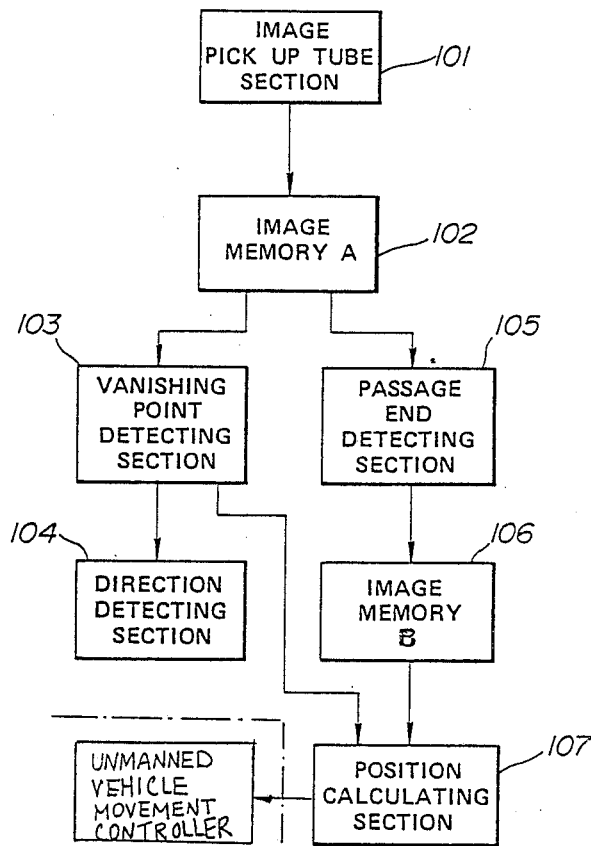 IMAGE
PICK UP TUBE
SECTION
101
IMAGE
MEMORY A
102
103
VANISHING
POINT
DETECTING
SECTION
105
PASSAGE
END
DETECTING
SECTION
104
DIRECTION
DETECTING
SECTION
106
IMAGE
MEMORY
B
107
UNMANNED
VEHICLE
MOVEMENT
CONTROLLER
POSITION
CALCULATING
SECTION